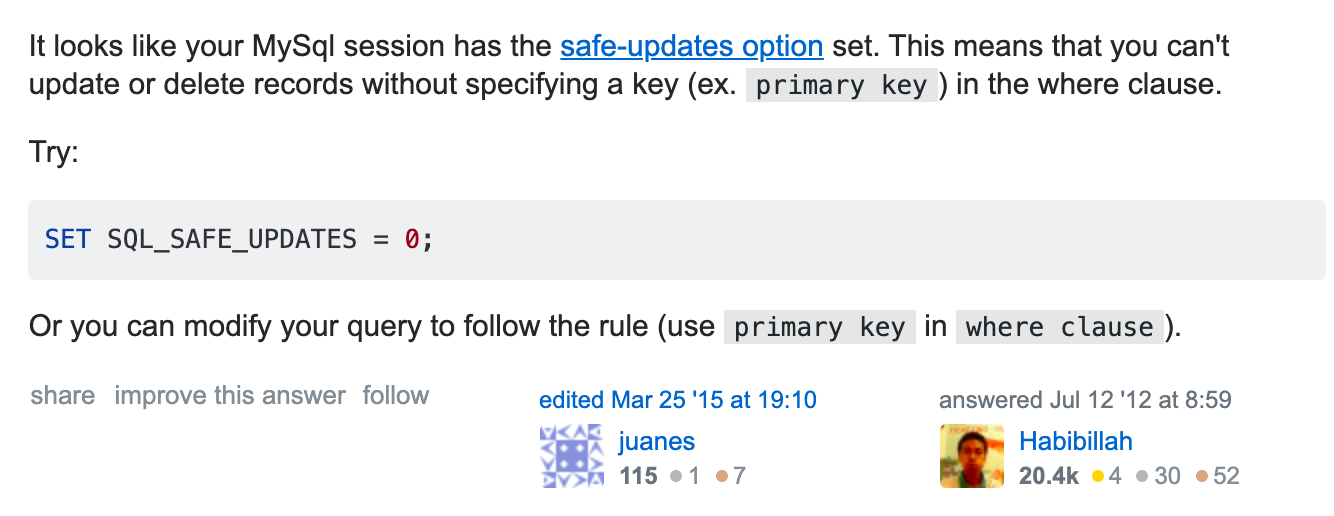 It looks like your MySql session has the safe-updates option set. This means that you can't
update or delete records without specifying a key (ex. primary key ) in the where clause.
Try:
SET SQL_SAFE_UPDATES = 0;
Or you can modify your query to follow the rule (use primary key in where clause ).
share improve this answer follow
edited Mar 25 '15 at 19:10
juanes
115 1 7
answered Jul 12 '12 at 8:59
Habibillah
20.4k 4 30 52